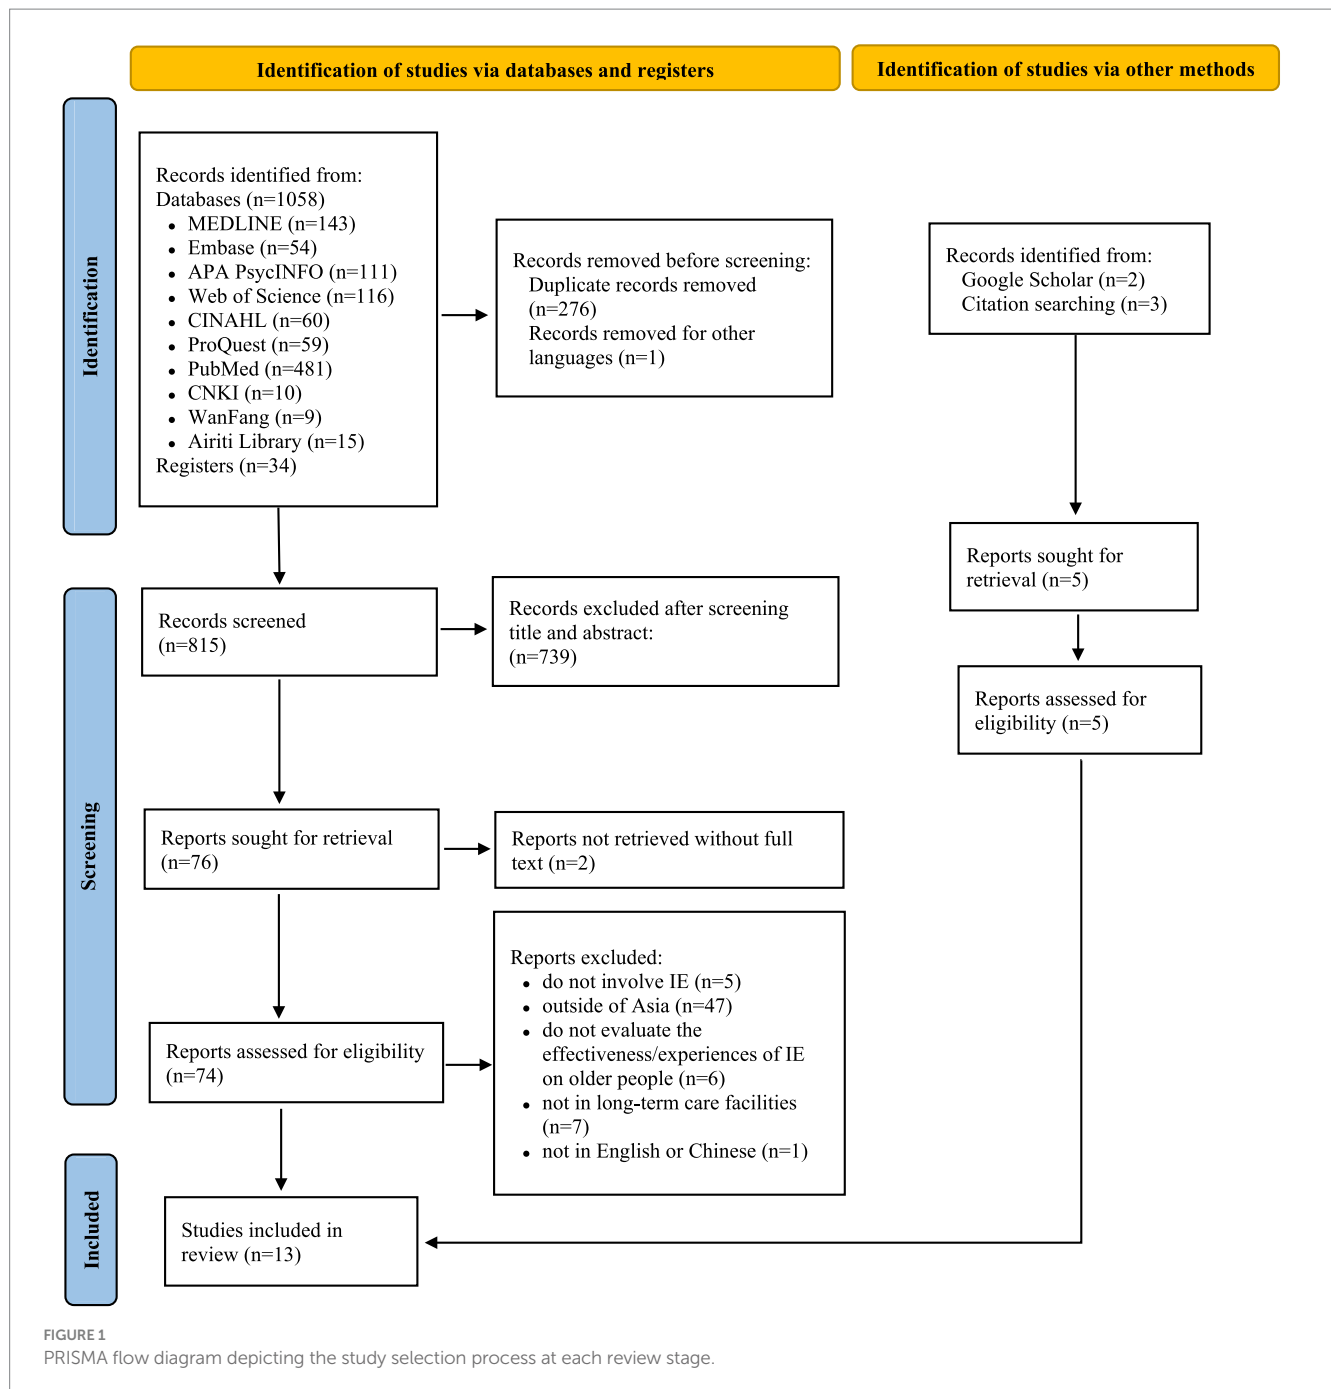 Identification of studies via databases and registers
Identification of studies via other methods
Identification
Records identified from:
Databases (n=1058)
• MEDLINE (n=143)
• Embase (n=54)
• APA PsycINFO (n=111)
• Web of Science (n=116)
• CINAHL (n=60)
• ProQuest (n=59)
• PubMed (n=481)
• CNKI (n=10)
• WanFang (n=9)
• Airiti Library (n=15)
Registers (n=34)
Records removed before screening:
Duplicate records removed
(n=276)
Records removed for other
languages (n=1)
Records identified from:
Google Scholar (n=2)
Citation searching (n=3)
Reports sought for
retrieval (n=5)
Screening
Records screened
(n=815)
Records excluded after screening
title and abstract:
(n=739)
Reports assessed for
eligibility (n=5)
Reports sought for retrieval
(n=76)
Reports not retrieved without full
text (n=2)
Reports assessed for eligibility
(n=74)
Reports excluded:
• do not involve IE (n=5)
• outside of Asia (n=47)
• do not evaluate the
effectiveness/experiences of IE
on older people (n=6)
• not in long-term care facilities
(n=7)
• not in English or Chinese (n=1)
Included
Studies included in
review (n=13)
FIGURE 1
PRISMA flow diagram depicting the study selection process at each review stage.